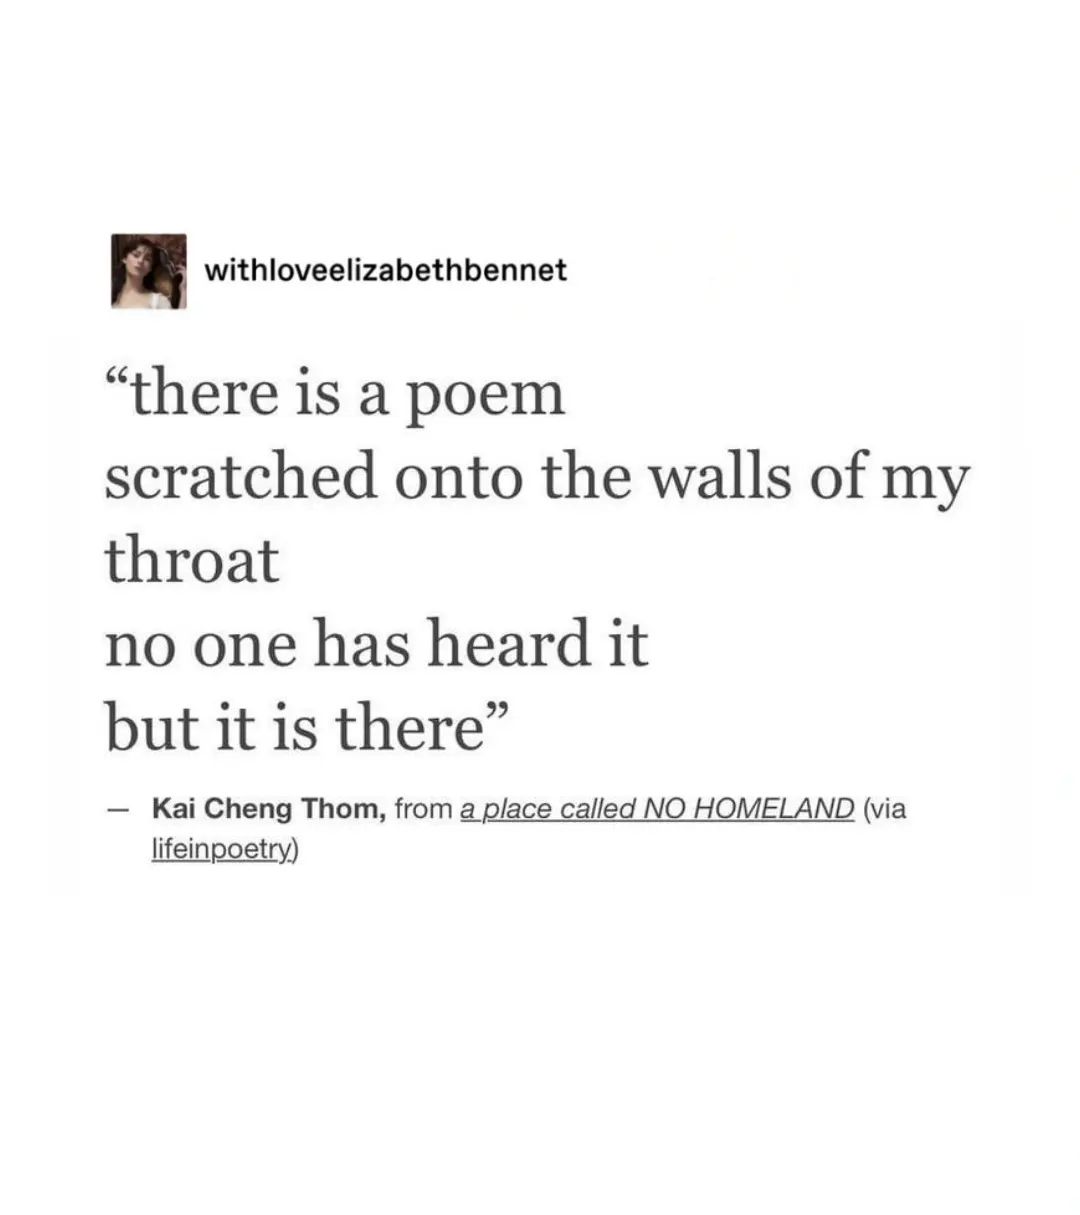 withloveelizabethbennet
“there is a poem
scratched onto the walls of my
throat
no one has heard it
but it is there”
— Kai Cheng Thom, from a place called NO HOMELAND (via
lifeinpoetry)